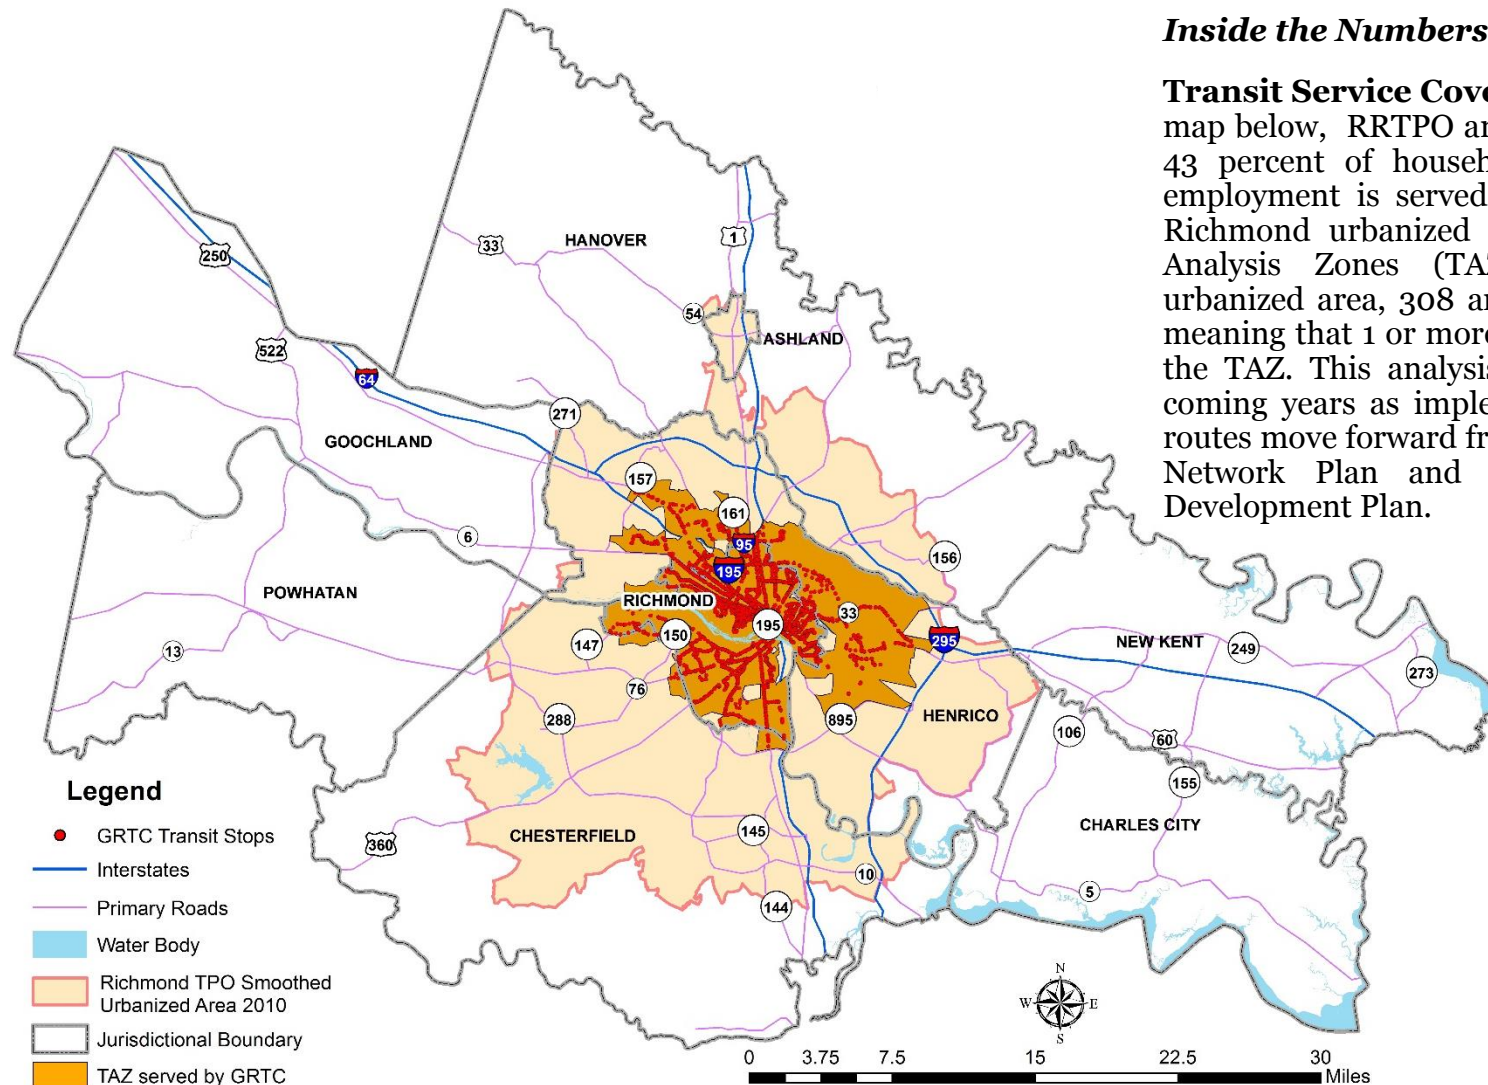 Inside the Numbers
Transit Service Cove
map below, RRTPO an
43 percent of househ
employment is served
Richmond urbanized
Analysis Zones (TAZ
urbanized area, 308 ar
meaning that 1 or more
the TAZ. This analysis
coming years as imple
routes move forward fr
Network Plan and
Development Plan.
250
33
HANOVER
1
54
ASHLAND
522
64
271
GOOCHLAND
157
161
95
195
6
156
POWHATAN
RICHMOND
33
195
150
147
295
NEW KENT
249
273
13
76
288
895
HENRICO
106
60
155
CHESTERFIELD
145
CHARLES CITY
360
10
5
144
Legend
GRTC Transit Stops
Interstates
Primary Roads
Water Body
Richmond TPO Smoothed
Urbanized Area 2010
Jurisdictional Boundary
TAZ served by GRTC
N
W E
S
0 3.75 7.5 15 22.5 30
Miles